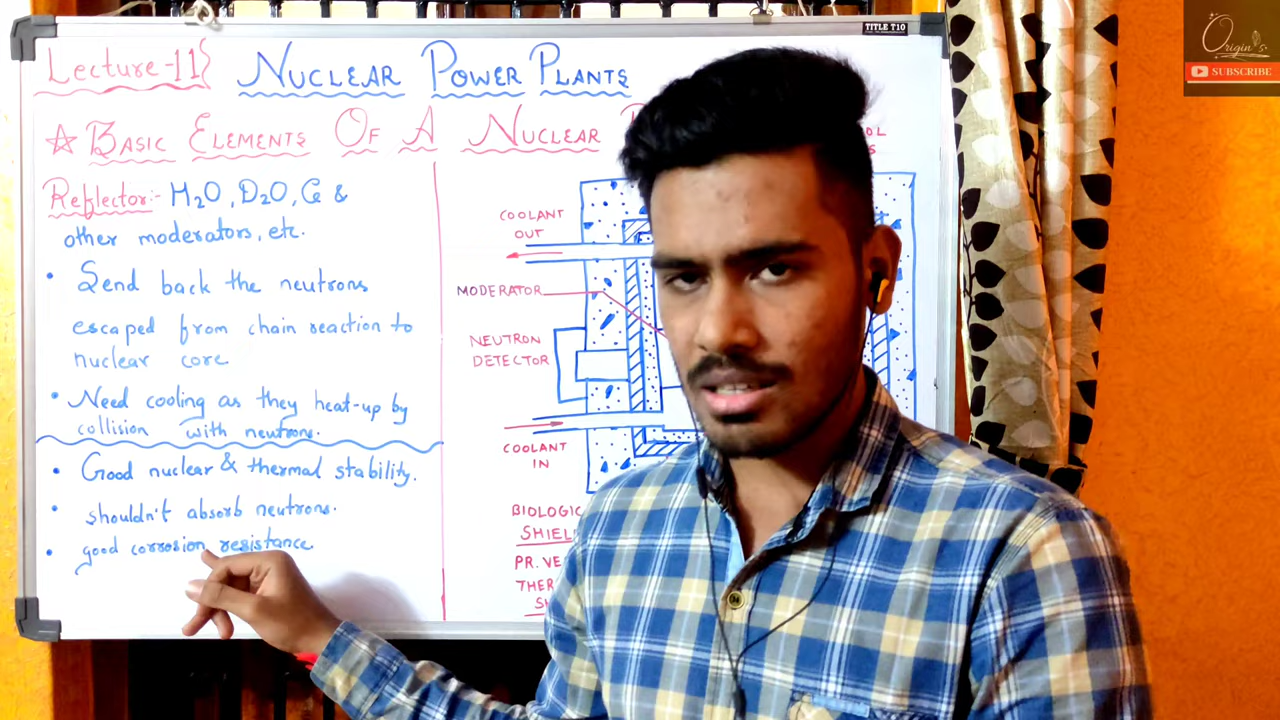 TITLE T10
Origin's.
SUBSCRIBE
Lecture-11
NUCLEAR POWER PLANTS
☆ BASIC ELEMENTS OF A NUCLEAR
Reflector:- H2O, D2O, C &
other moderators, etc.
• Send back the neutrons
escaped from chain reaction to
nuclear core
• Need cooling as they heat-up by
collision with neutrons.
• Good nuclear & thermal stability.
• shouldn't absorb neutrons.
• good corrosion resistance
COOLANT
OUT
MODERATOR
NEUTRON
DETECTOR
COOLANT
IN